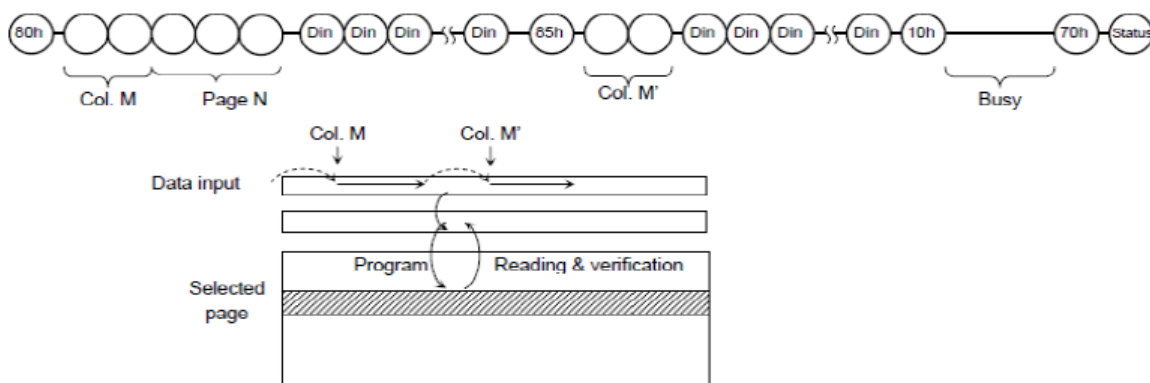 80h Din Din Din Din 85h Din Din Din Din 10h 70h Status
Col. M Page N Col. M' Busy
Col. M Col. M'
Data input
Program Reading & verification
Selected
page